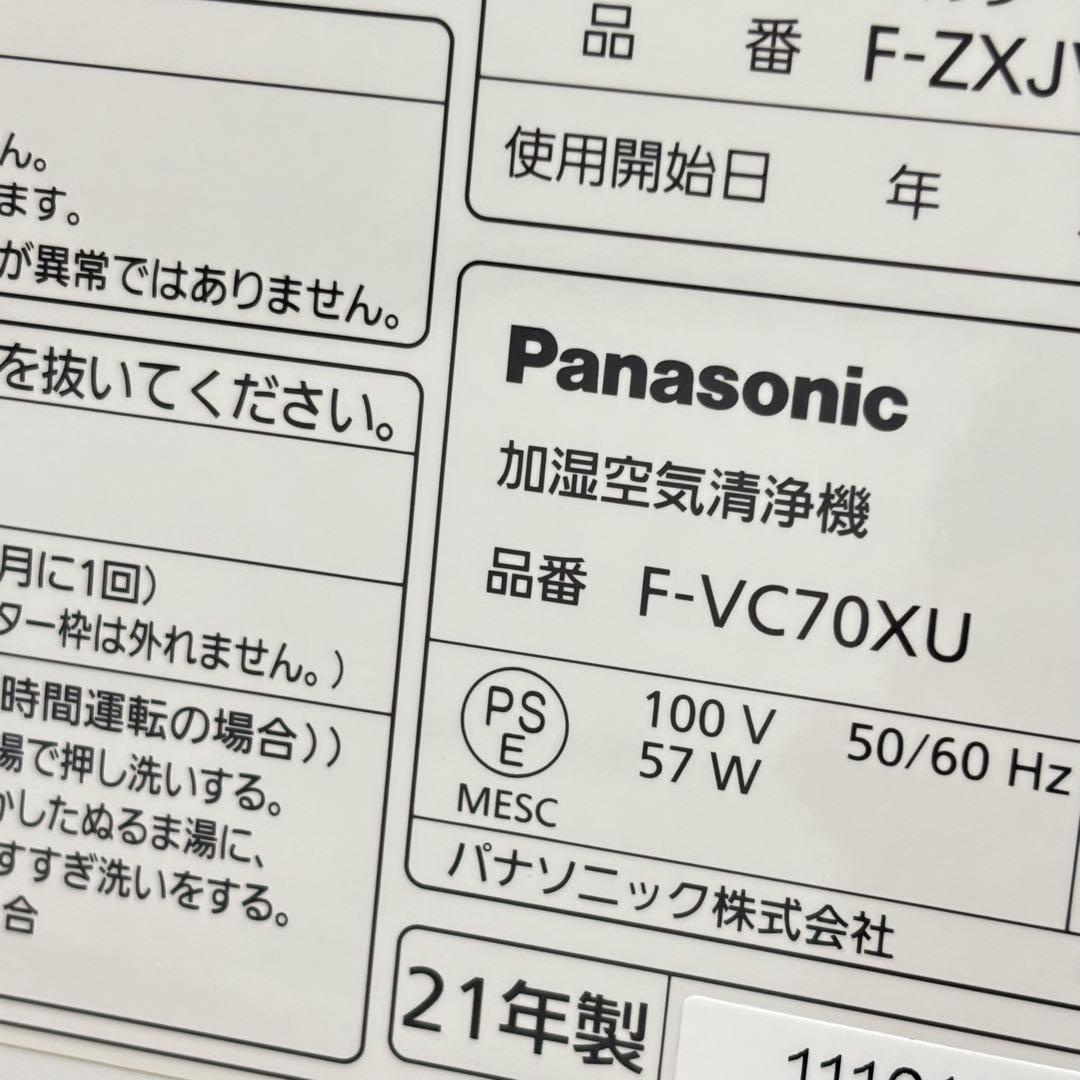 品番 F-ZXJ
使用開始日 年
ん。
ます。
が異常ではありません。
を抜いてください。
月に1回)
ター枠は外れません。)
時間運転の場合))
湯で押し洗いする。
かしたぬるま湯に、
すすぎ洗いをする。
合
Panasonic
加湿空気清浄機
品番 F-VC70XU
PS
E
MESC
100 V
57 W
50/60 Hz
パナソニック株式会社
21年製